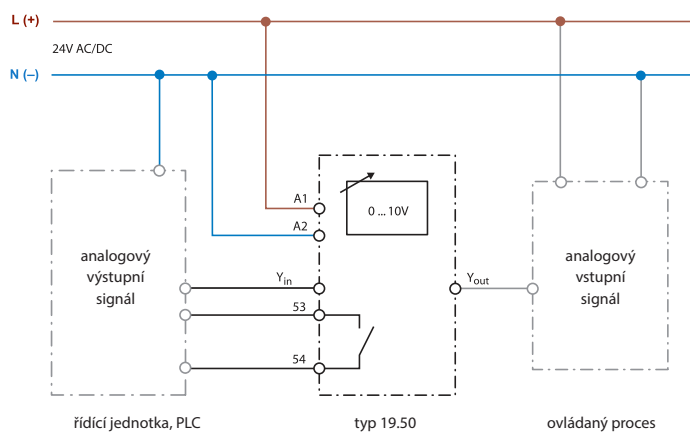 L (+)
24V AC/DC
N (–)
A1
0 ... 10V
A2
analogový
výstupní
signál
analogový
vstupní
signál
Yin
Yout
53
54
řídící jednotka, PLC
typ 19.50
ovládaný proces